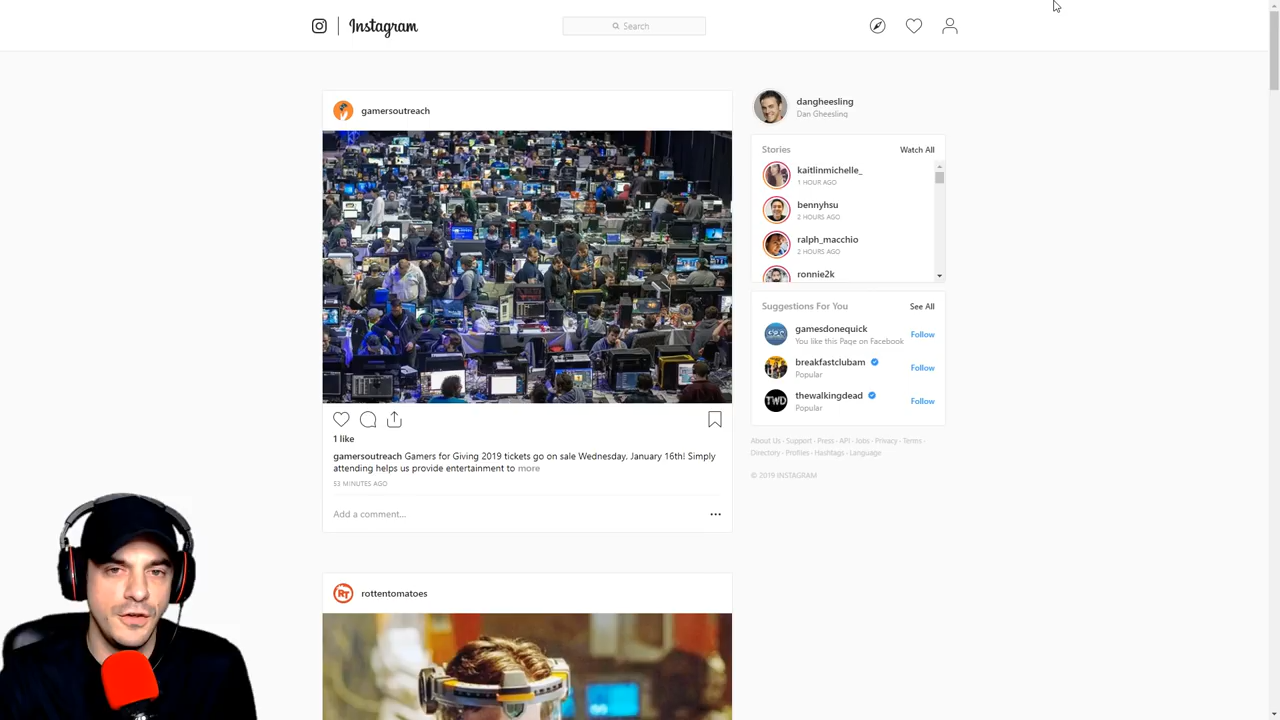 Instagram
Search
gamersoutreach
1 like
gamersoutreach Gamers for Giving 2019 tickets go on sale Wednesday, January 16th! Simply
attending helps us provide entertainment to more
53 MINUTES AGO
Add a comment...
rottentomatoes
RT
dangheesling
Dan Gheesling
Stories Watch All
kaitlinmichelle_
1 HOUR AGO
bennyhsu
2 HOURS AGO
ralph_macchio
2 HOURS AGO
ronnie2k
Suggestions For You See All
gamesdonequick
You like this Page on Facebook
Follow
breakfastclubam
Popular
Follow
TWD
thewalkingdead
Popular
Follow
About Us · Support · Press · API · Jobs · Privacy · Terms ·
Directory · Profiles · Hashtags · Language
© 2019 INSTAGRAM